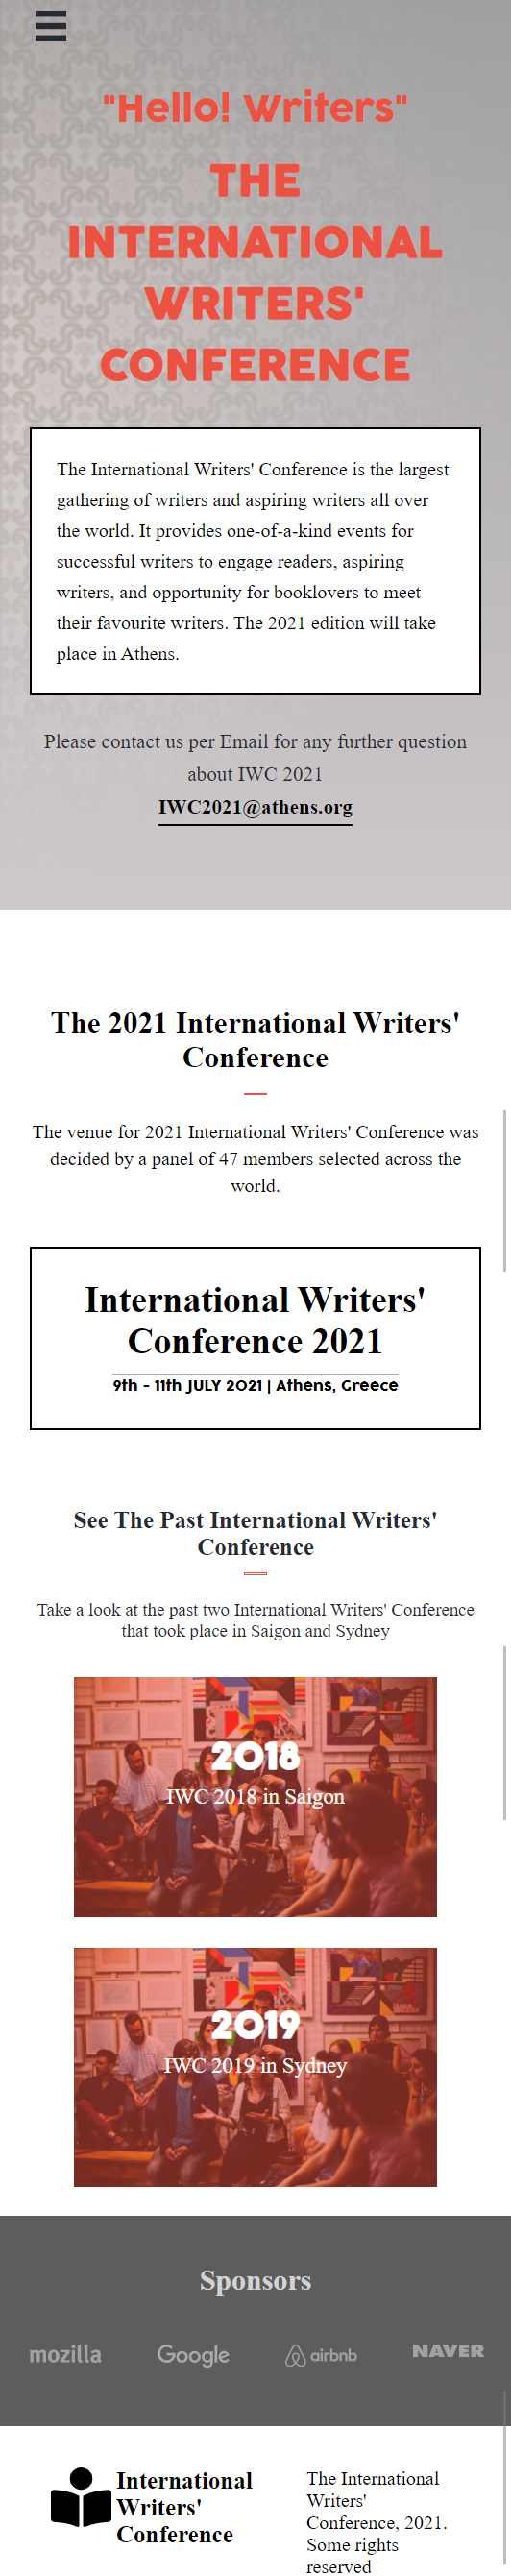 "Hello! Writers"
THE
INTERNATIONAL
WRITERS'
CONFERENCE
The International Writers' Conference is the largest
gathering of writers and aspiring writers all over
the world. It provides one-of-a-kind events for
successful writers to engage readers, aspiring
writers, and opportunity for booklovers to meet
their favourite writers. The 2021 edition will take
place in Athens.
Please contact us per Email for any further question
about IWC 2021
IWC2021@athens.org
The 2021 International Writers'
Conference
The venue for 2021 International Writers' Conference was
decided by a panel of 47 members selected across the
world.
International Writers'
Conference 2021
9th - 11th JULY 2021 | Athens, Greece
See The Past International Writers'
Conference
Take a look at the past two International Writers' Conference
that took place in Saigon and Sydney
2018
IWC 2018 in Saigon
2019
IWC 2019 in Sydney
Sponsors
mozilla Google airbnb NAVER
International
Writers'
Conference
The International
Writers'
Conference, 2021.
Some rights
reserved